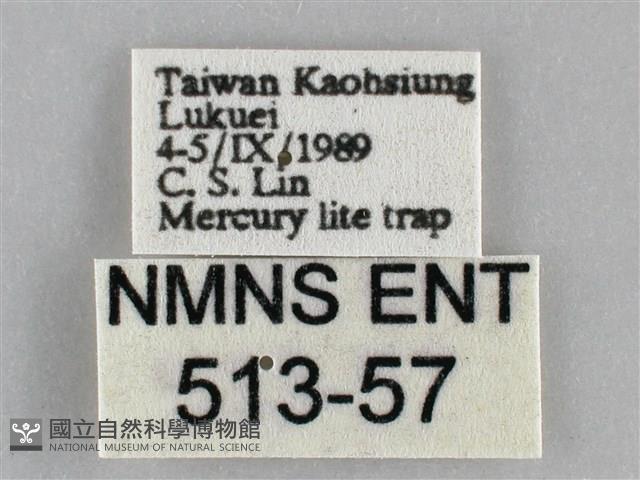 Taiwan Kaohsiung
Lukuei
4-5/IX/1989
C. S. Lin
Mercury lite trap
NMNS ENT
513-57
國立自然科學博物館
NATIONAL MUSEUM OF NATURAL SCIENCE